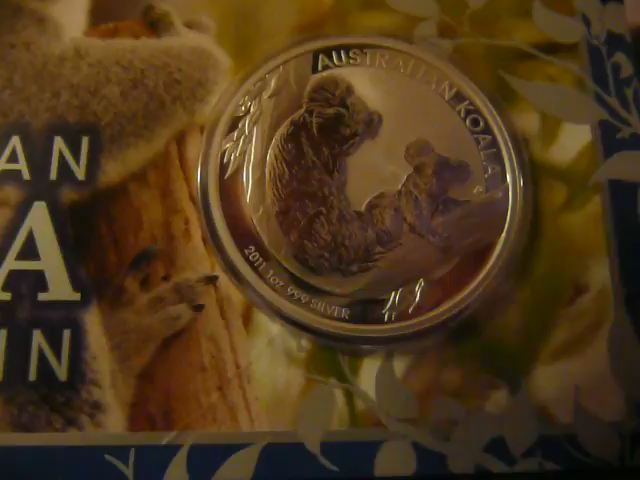 AN
A
IN
AUSTRALIAN KOALA
2011 1oz 999 SILVER